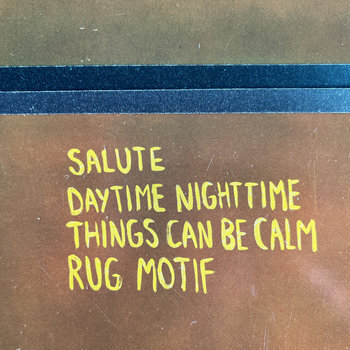 SALUTE
DAYTIME NIGHTTIME
THINGS CAN BE CALM
RUG MOTIF